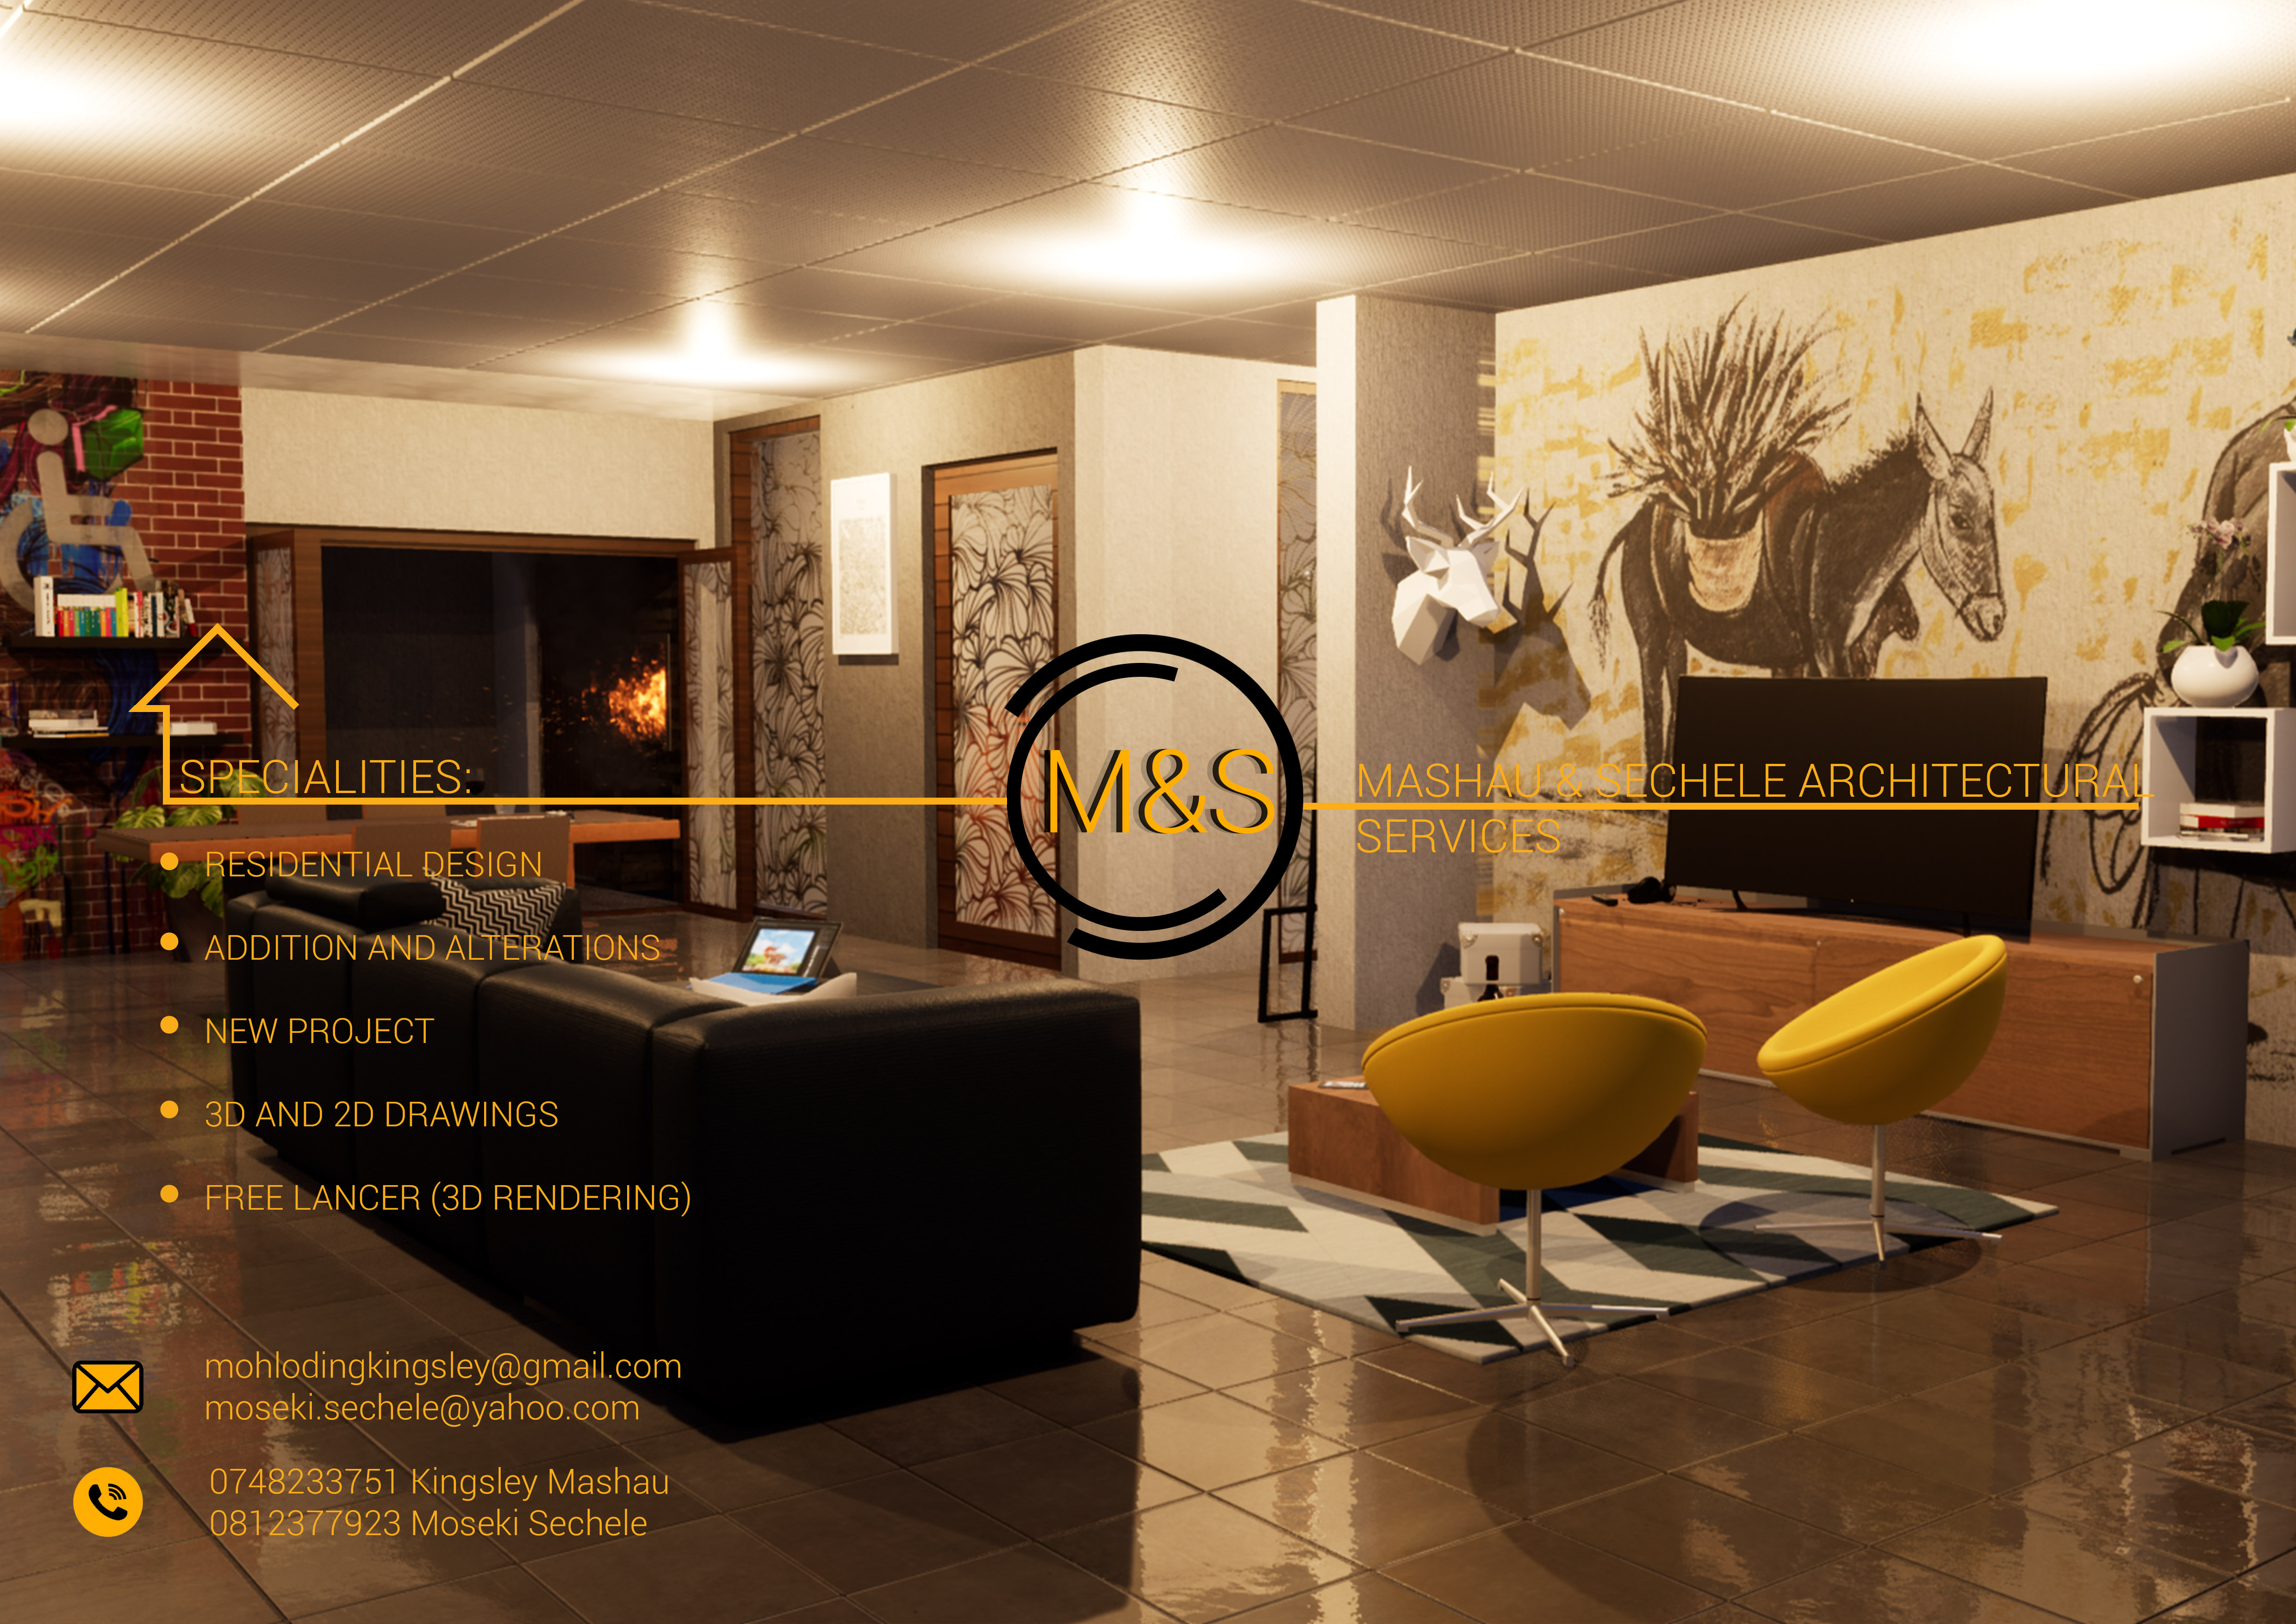 M&S
MASHAU & SECHELE ARCHITECTURAL
SERVICES
SPECIALITIES:
RESIDENTIAL DESIGN
ADDITION AND ALTERATIONS
NEW PROJECT
3D AND 2D DRAWINGS
FREE LANCER (3D RENDERING)
mohlodingkingsley@gmail.com
moseki.sechele@yahoo.com
0748233751 Kingsley Mashau
0812377923 Moseki Sechele